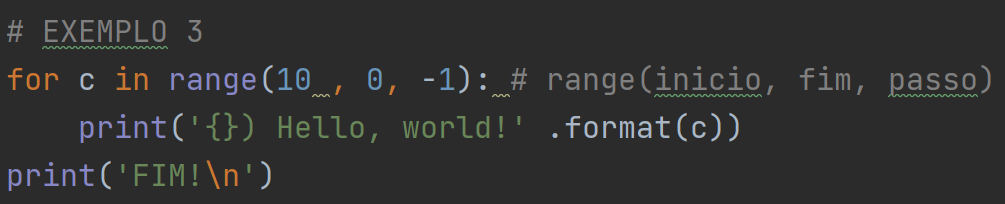 # EXEMPLO 3
for c in range(10 , 0, -1): # range(inicio, fim, passo)
    print('{}) Hello, world!' .format(c))
print('FIM!\n')